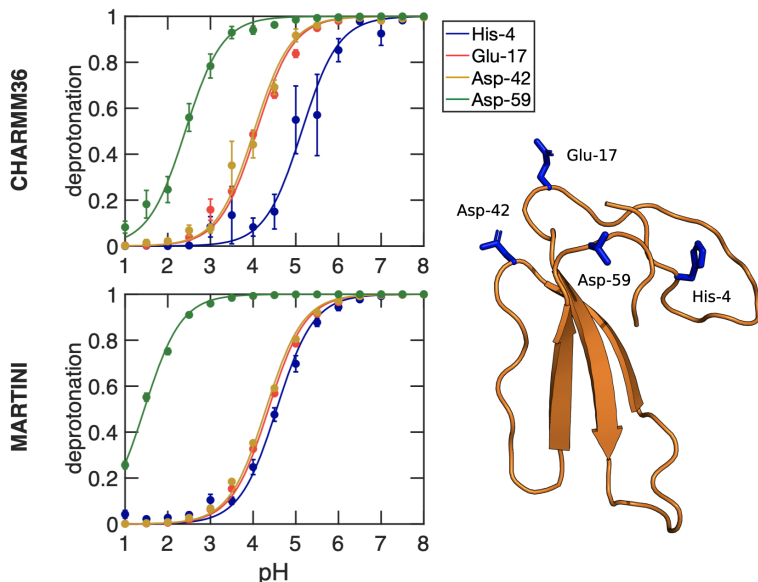 CHARMM36
deprotonation
1
0.8
0.6
0.4
0.2
0
1 2 3 4 5 6 7 8
His-4
Glu-17
Asp-42
Asp-59
MARTINI
deprotonation
1
0.8
0.6
0.4
0.2
0
1 2 3 4 5 6 7 8
pH
Glu-17
Asp-42
Asp-59
His-4